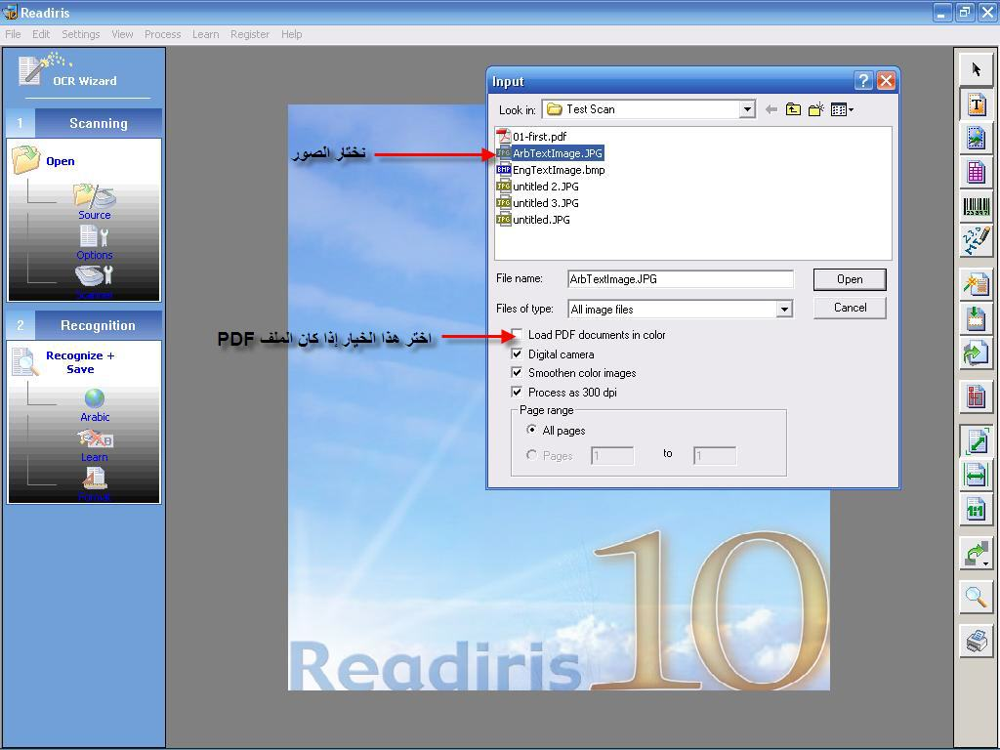 Readiris
File Edit Settings View Process Learn Register Help
OCR Wizard
1 Scanning
Open
Source
Options
Scanner
2 Recognition
Recognize +
Save
Arabic
Learn
Format
Input
Look in: Test Scan
01-first.pdf
ArbTextImage.JPG
EngTextImage.bmp
untitled 2.JPG
untitled 3.JPG
untitled.JPG
نختار الصور
File name: ArbTextImage.JPG Open
Files of type: All image files Cancel
Load PDF documents in color
اختر هذا الخيار إذا كان الملف PDF
Digital camera
Smoothen color images
Process as 300 dpi
Page range
All pages
Pages 1 to 1
Readiris 10
1:1